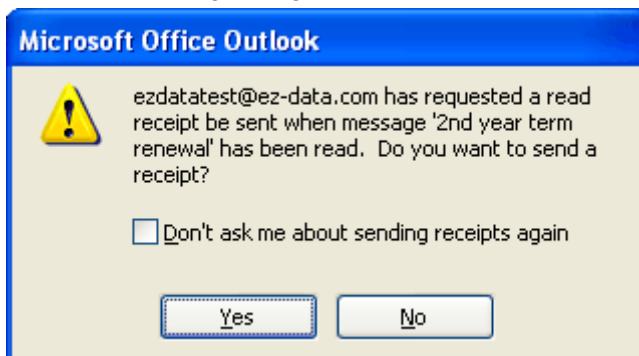 Microsoft Office Outlook
ezdatatest@ez-data.com has requested a read
receipt be sent when message '2nd year term
renewal' has been read.  Do you want to send a
receipt?
Don't ask me about sending receipts again
Yes No